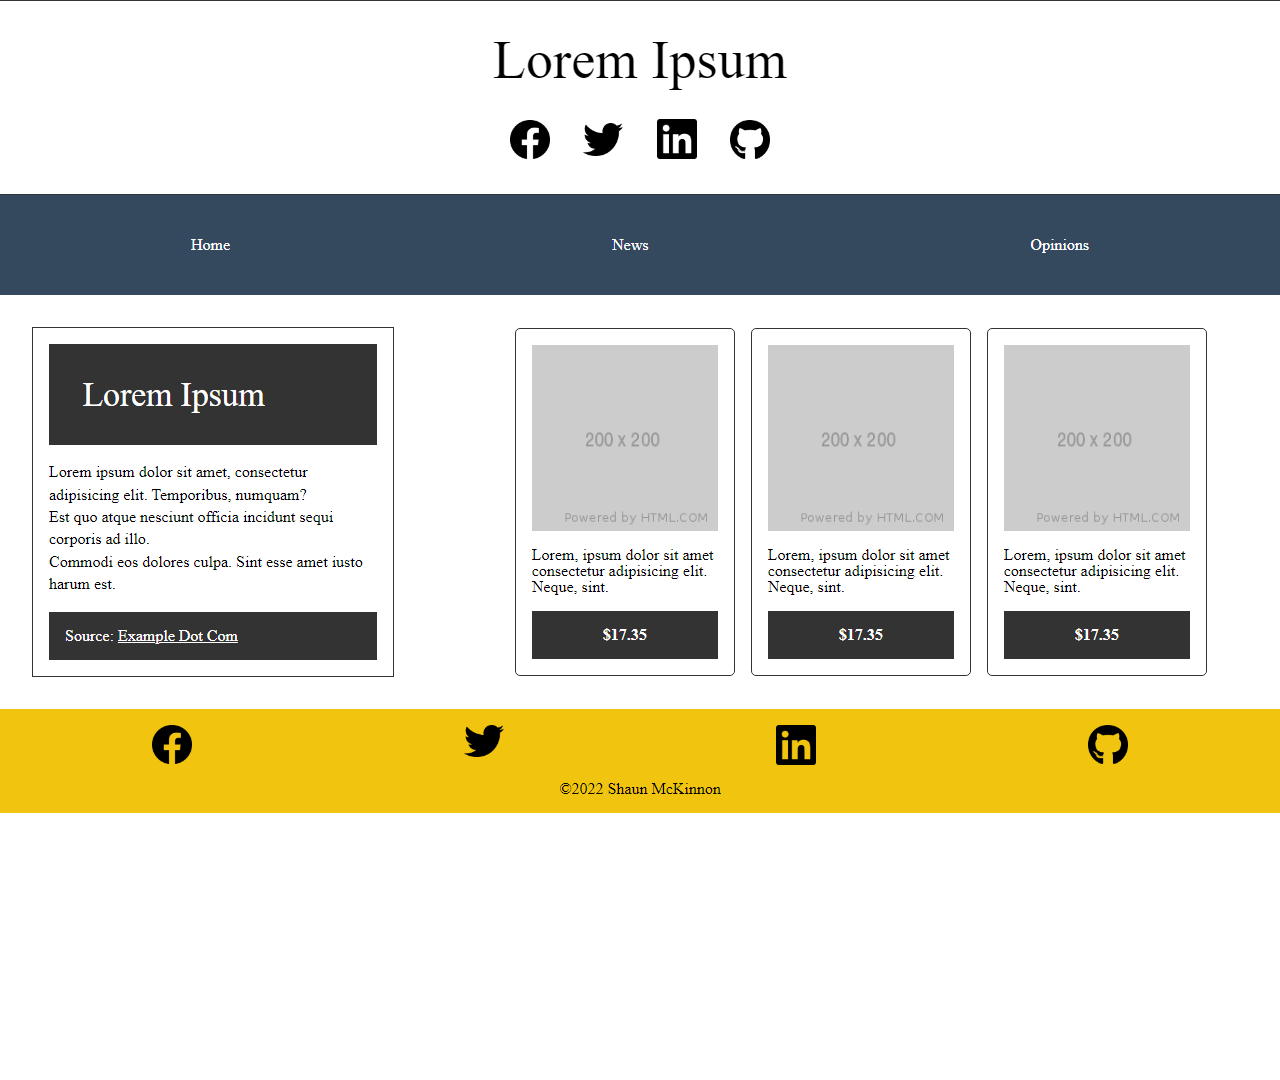 Lorem Ipsum
Home
News
Opinions
Lorem Ipsum
Lorem ipsum dolor sit amet, consectetur
adipisicing elit. Temporibus, numquam?
Est quo atque nesciunt officia incidunt sequi
corporis ad illo.
Commodi eos dolores culpa. Sint esse amet iusto
harum est.
Source: Example Dot Com
200 x 200
Powered by HTML.COM
Lorem, ipsum dolor sit amet
consectetur adipisicing elit.
Neque, sint.
$17.35
200 x 200
Powered by HTML.COM
Lorem, ipsum dolor sit amet
consectetur adipisicing elit.
Neque, sint.
$17.35
200 x 200
Powered by HTML.COM
Lorem, ipsum dolor sit amet
consectetur adipisicing elit.
Neque, sint.
$17.35
©2022 Shaun McKinnon